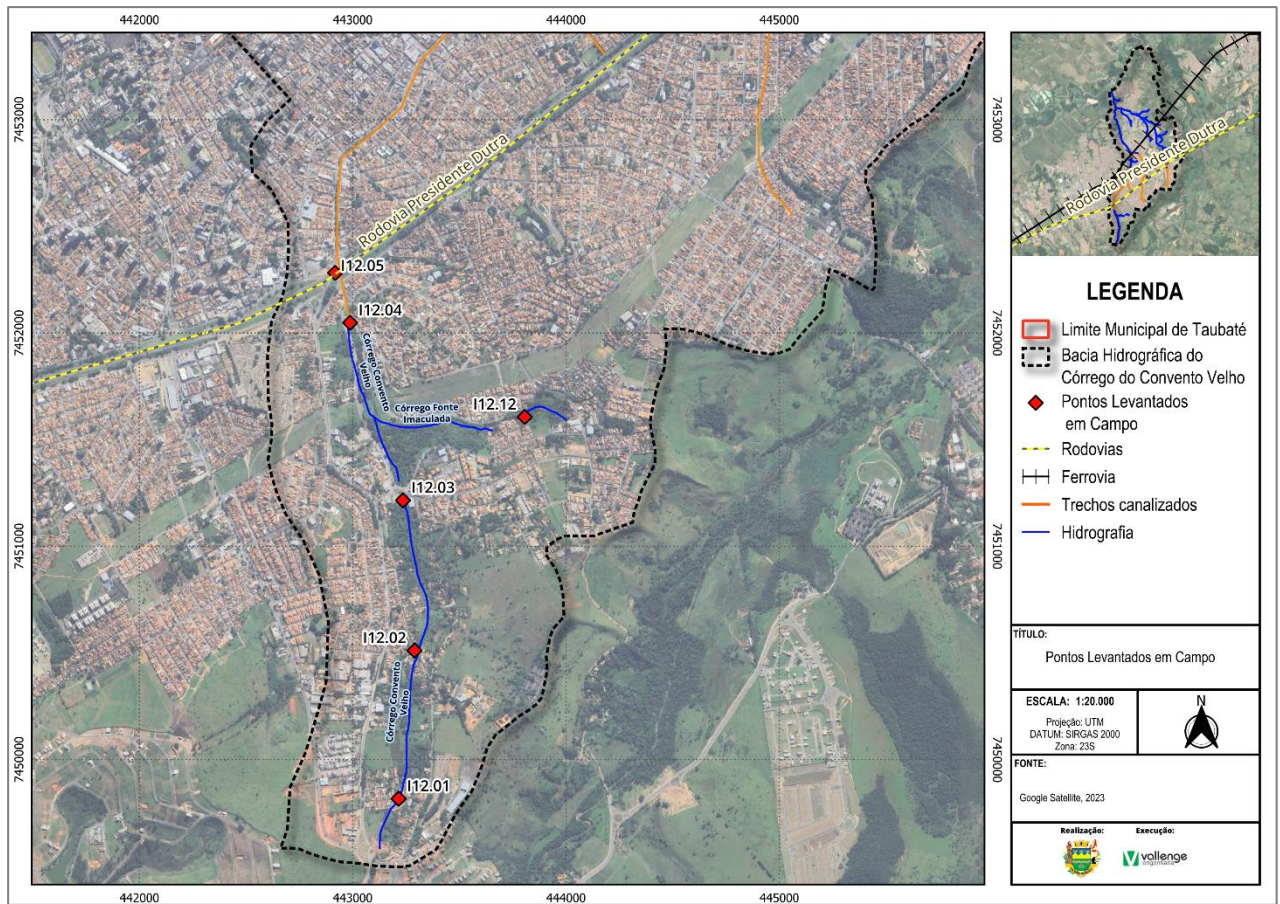 442000
443000
444000
445000
7453000
7452000
7451000
7450000
7453000
7452000
7451000
7450000
Rodovia Presidente Dutra
I12.05
I12.04
Córrego Convento
Velho
Córrego Fonte
Imaculada
I12.12
I12.03
I12.02
Córrego Convento
Velho
I12.01
442000
443000
444000
445000
Rodovia Presidente Dutra
LEGENDA
Limite Municipal de Taubaté
Bacia Hidrográfica do
Córrego do Convento Velho
Pontos Levantados
em Campo
Rodovias
Ferrovia
Trechos canalizados
Hidrografia
TÍTULO:
Pontos Levantados em Campo
ESCALA: 1:20.000
Projeção: UTM
DATUM: SIRGAS 2000
Zona: 23S
N
FONTE:
Google Satellite, 2023
Realização:
Execução:
vallenge
engenharia